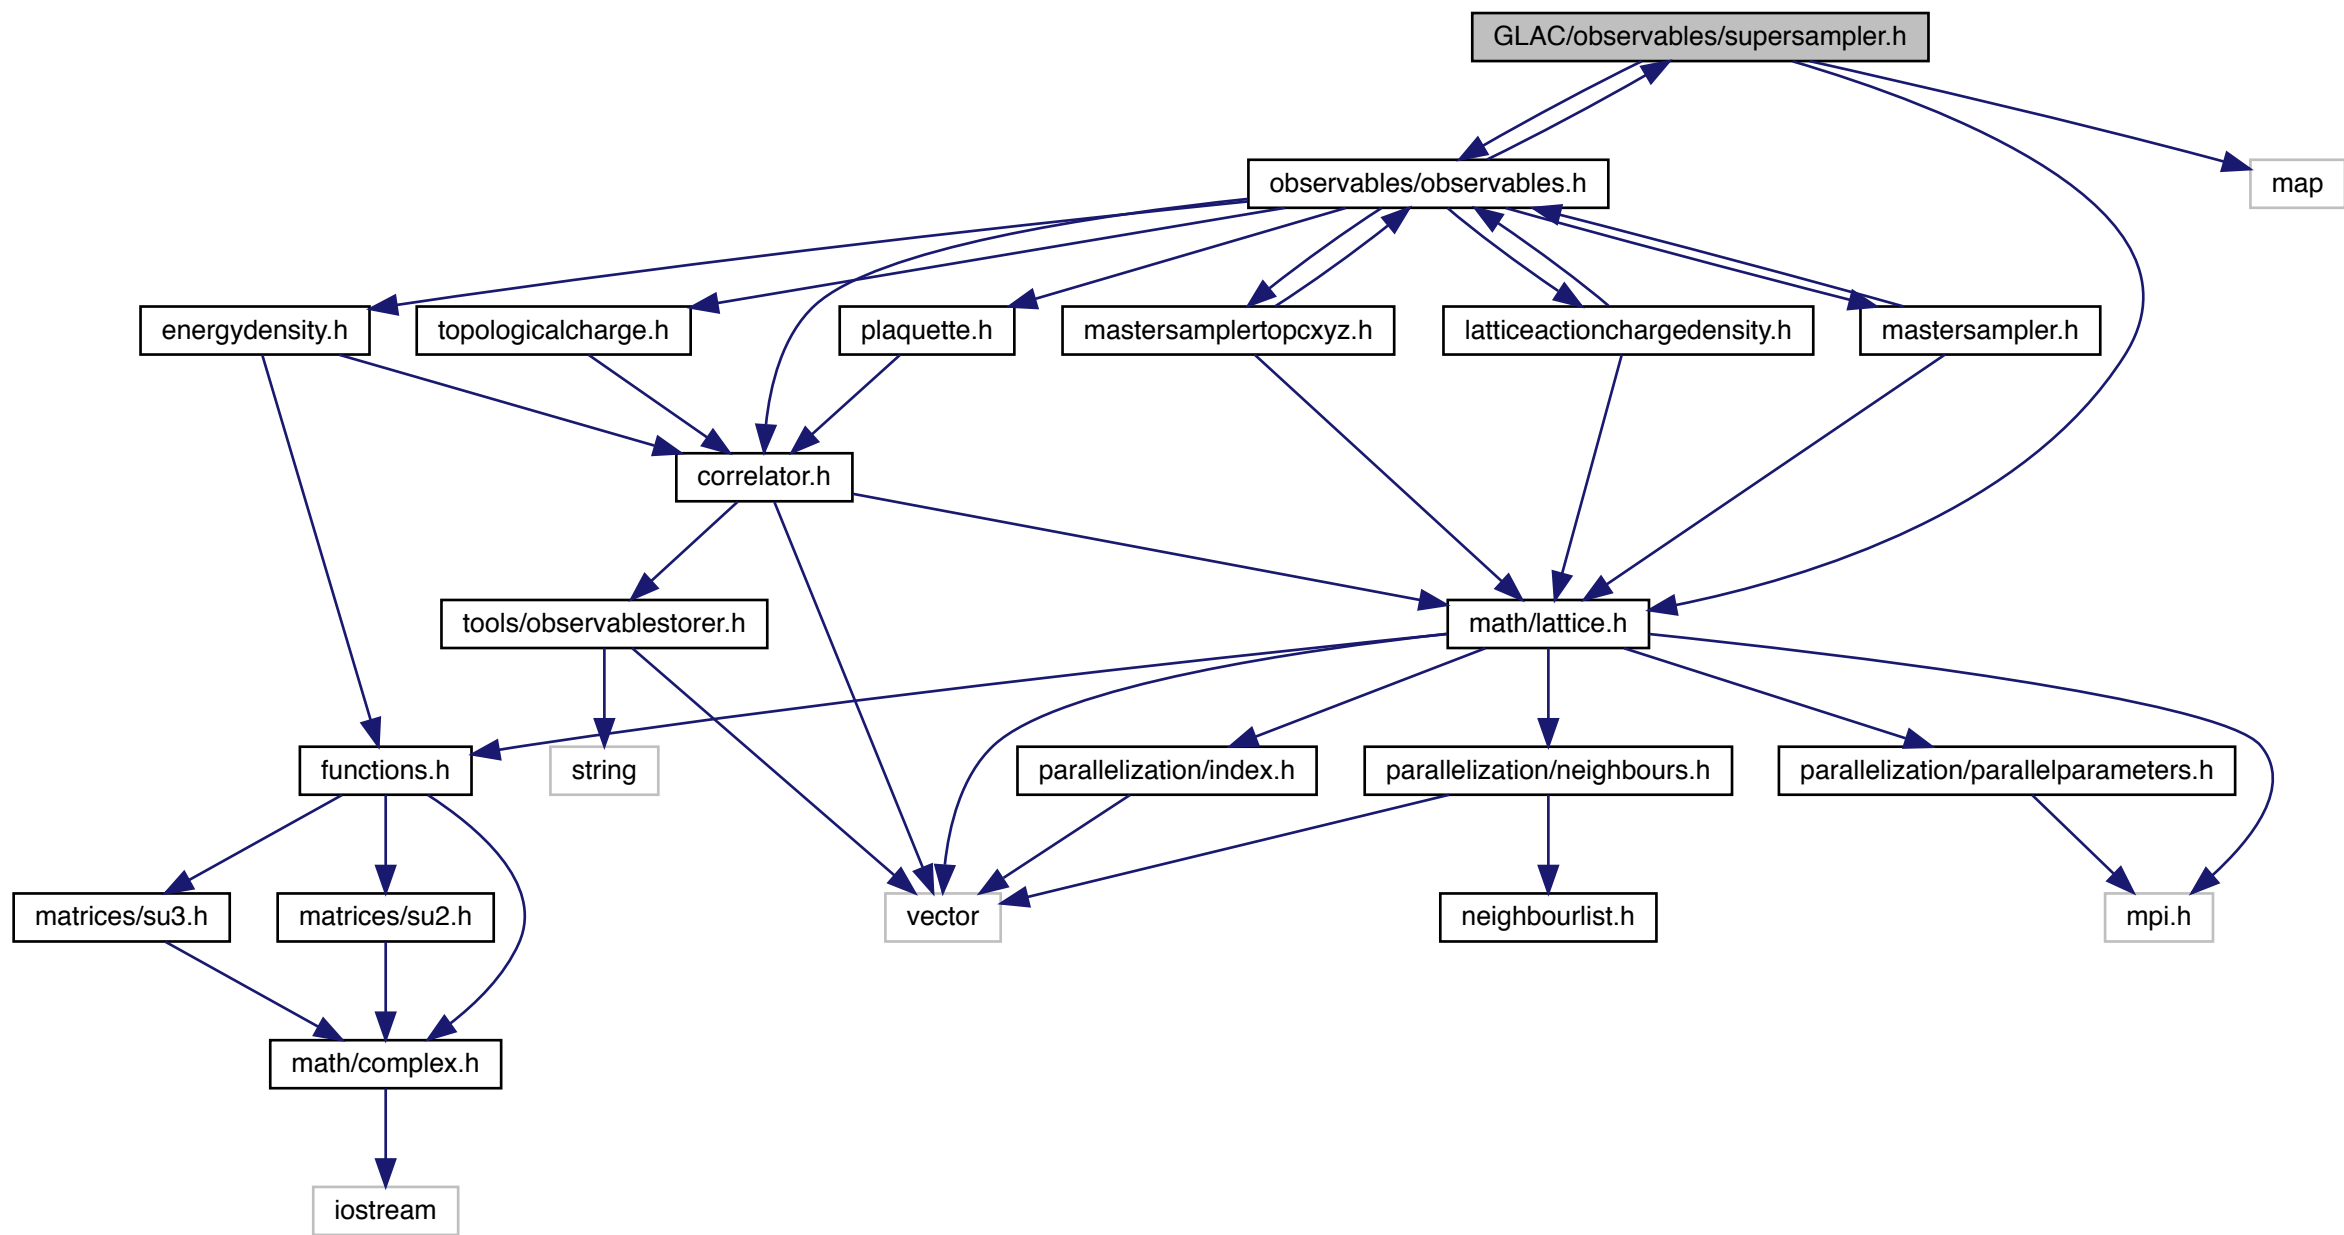 GLAC/observables/supersampler.h
observables/observables.h
map
energydensity.h
topologicalcharge.h
plaquette.h
mastersamplertopcxyz.h
latticeactionchargedensity.h
mastersampler.h
correlator.h
tools/observablestorer.h
math/lattice.h
functions.h
string
parallelization/index.h
parallelization/neighbours.h
parallelization/parallelparameters.h
matrices/su3.h
matrices/su2.h
vector
neighbourlist.h
mpi.h
math/complex.h
iostream